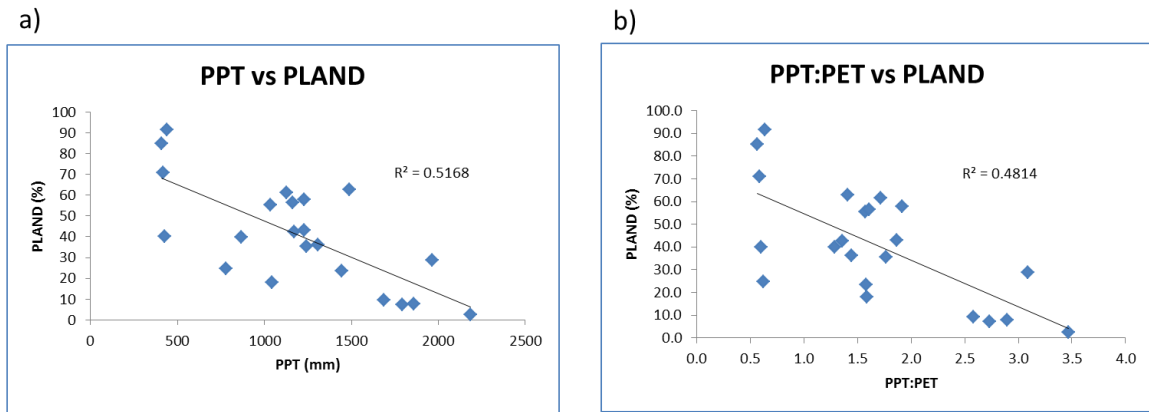 a)
PPT vs PLAND
100
90
80
70
60
50
40
30
20
10
0
PLAND (%)
R² = 0.5168
0 500 1000 1500 2000 2500
PPT (mm)
b)
PPT:PET vs PLAND
100.0
90.0
80.0
70.0
60.0
50.0
40.0
30.0
20.0
10.0
0.0
PLAND (%)
R² = 0.4814
0.0 0.5 1.0 1.5 2.0 2.5 3.0 3.5 4.0
PPT:PET